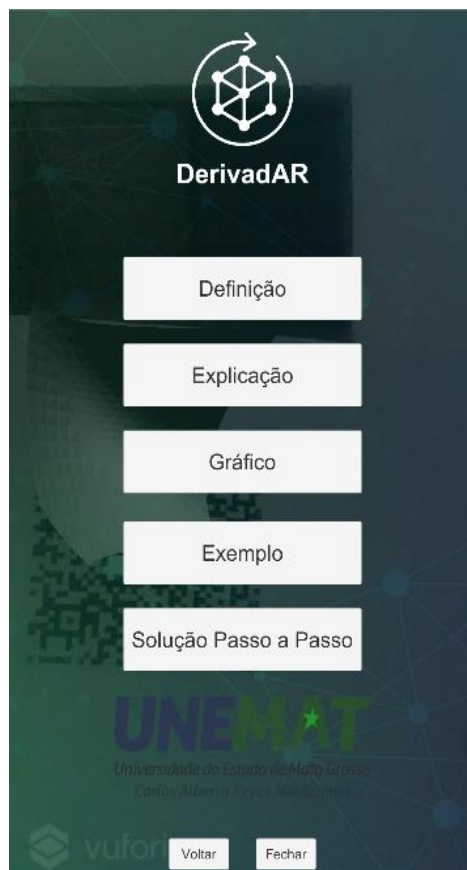 DerivadAR
Definição
Explicação
Gráfico
Exemplo
Solução Passo a Passo
UNEMAT
Universidade do Estado de Mato Grosso
Carlos Alberto Reyes Maldonado
vufori
Voltar
Fechar